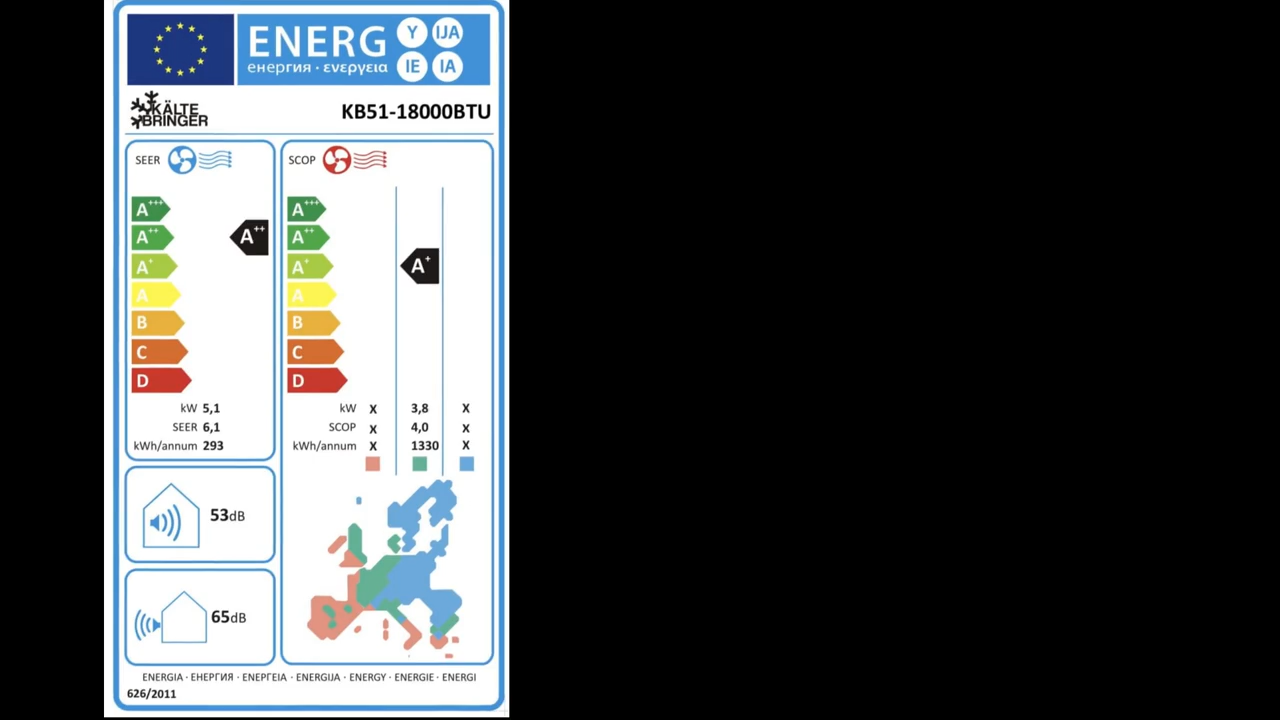 ENERG Y IJA
енергия · ενεργεια IE IA
KÄLTE
BRINGER
KB51-18000BTU
SEER
A+++
A++
A+
A
B
C
D
A++
kW 5,1
SEER 6,1
kWh/annum 293
SCOP
A+++
A++
A+
A
B
C
D
A+
kW X 3,8 X
SCOP X 4,0 X
kWh/annum X 1330 X
53dB
65dB
ENERGIA · ЕНЕРГИЯ · ΕΝΕΡΓΕΙΑ · ENERGIJA · ENERGY · ENERGIE · ENERGI
626/2011